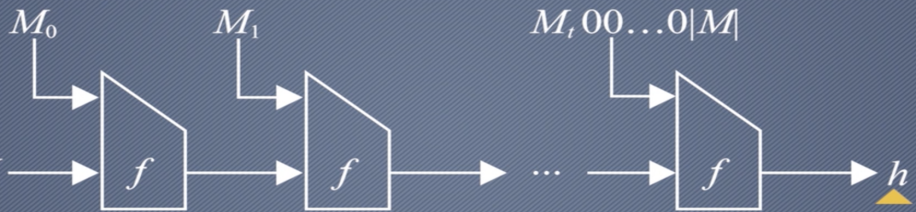 M₀ M₁ Mₜ 00...0|M|
f f ... f h